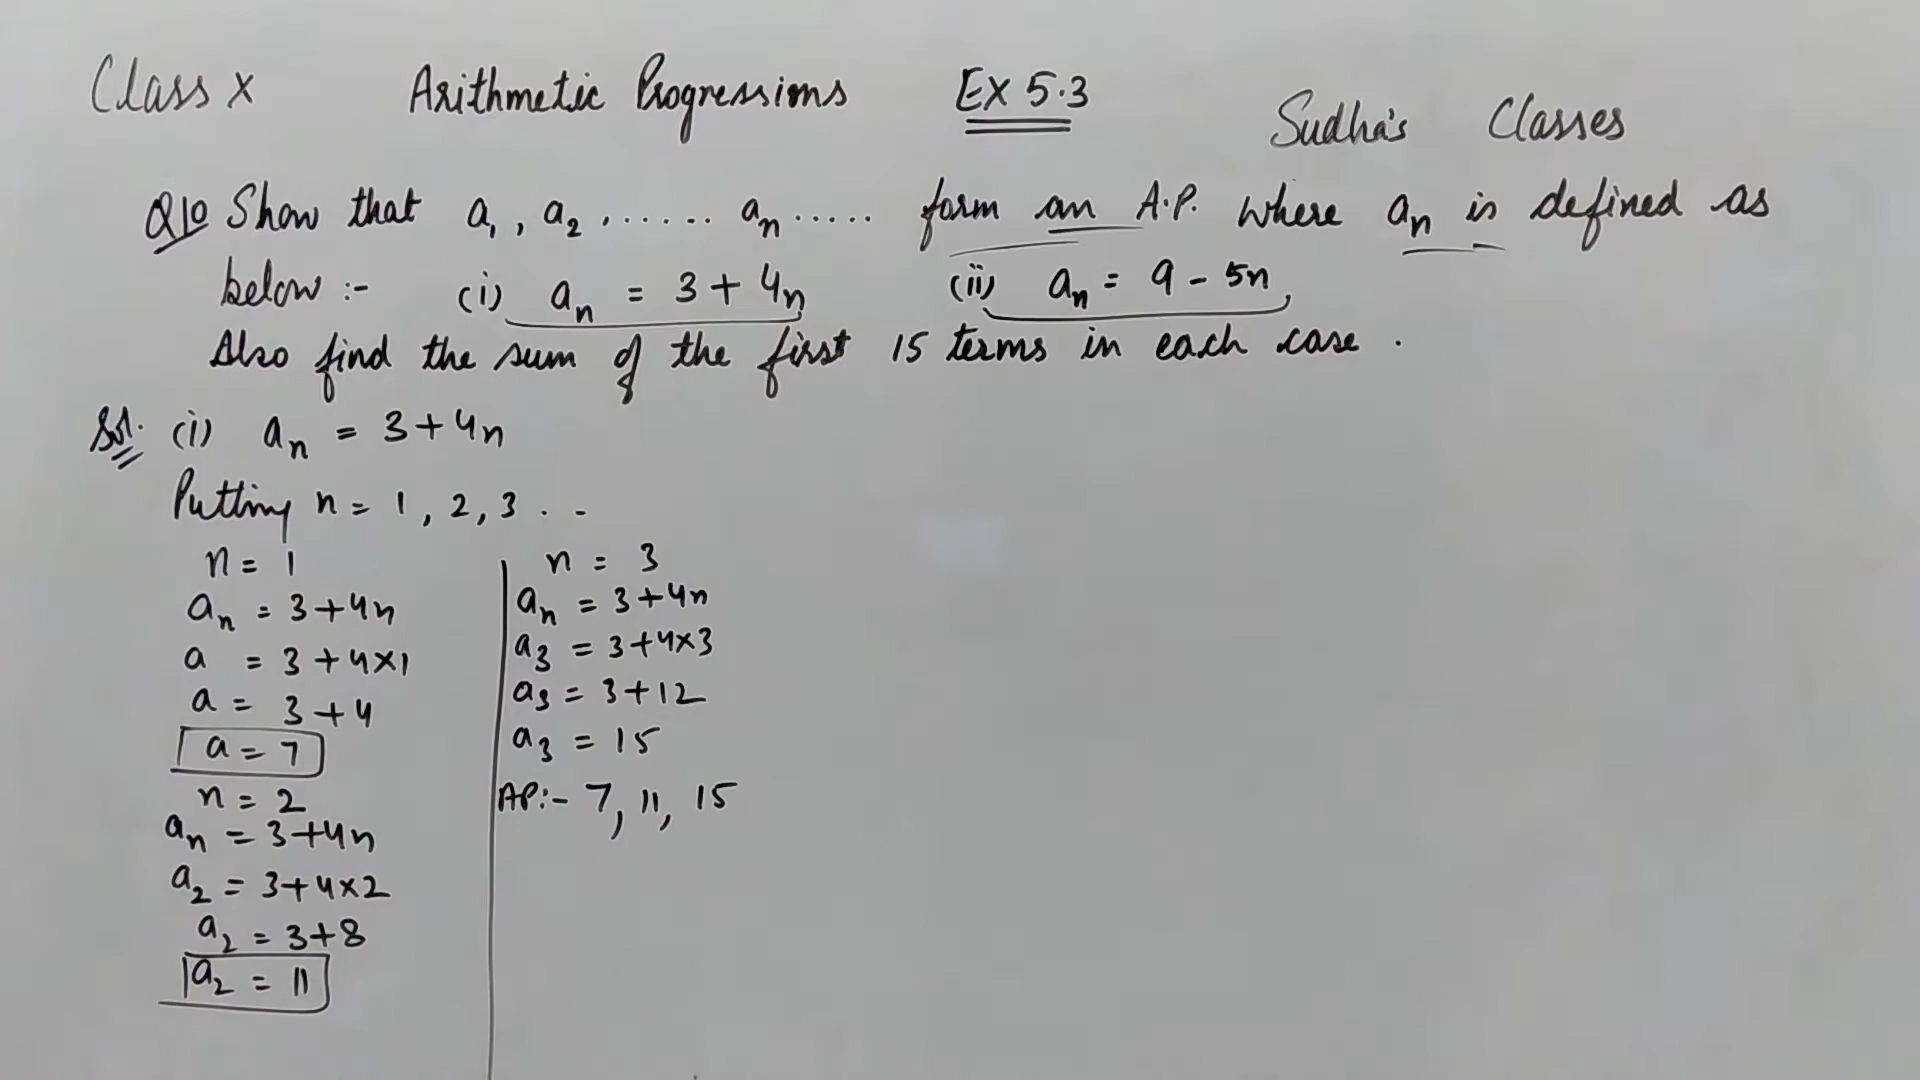 Class X Arithmetic Progressions EX 5.3 Sudha's Classes
Q10 Show that a₁, a₂ ...... aₙ ..... form an A.P. where aₙ is defined as
below :- (i) aₙ = 3 + 4n (ii) aₙ = 9 - 5n
Also find the sum of the first 15 terms in each case.
Sol. (i) aₙ = 3 + 4n
Putting n = 1, 2, 3 . .
n = 1
aₙ = 3 + 4n
a = 3 + 4×1
a = 3 + 4
a = 7
n = 2
aₙ = 3 + 4n
a₂ = 3 + 4×2
a₂ = 3 + 8
a₂ = 11
n = 3
aₙ = 3 + 4n
a₃ = 3 + 4×3
a₃ = 3 + 12
a₃ = 15
AP:- 7, 11, 15